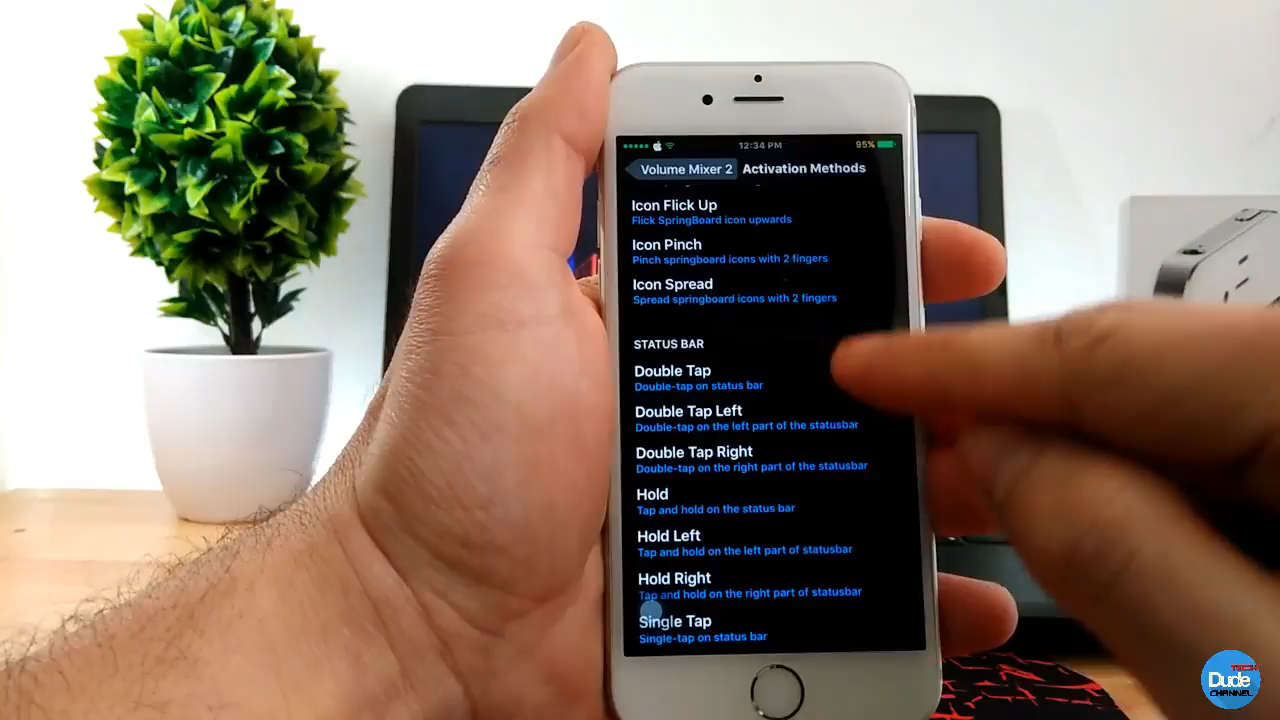 12:34 PM
95%
Volume Mixer 2
Activation Methods
Icon Flick Up
Flick SpringBoard icon upwards
Icon Pinch
Pinch springboard icons with 2 fingers
Icon Spread
Spread springboard icons with 2 fingers
STATUS BAR
Double Tap
Double-tap on status bar
Double Tap Left
Double-tap on the left part of the statusbar
Double Tap Right
Double-tap on the right part of the statusbar
Hold
Tap and hold on the status bar
Hold Left
Tap and hold on the left part of statusbar
Hold Right
Tap and hold on the right part of statusbar
Single Tap
Single-tap on status bar
TECH
Dude
CHANNEL